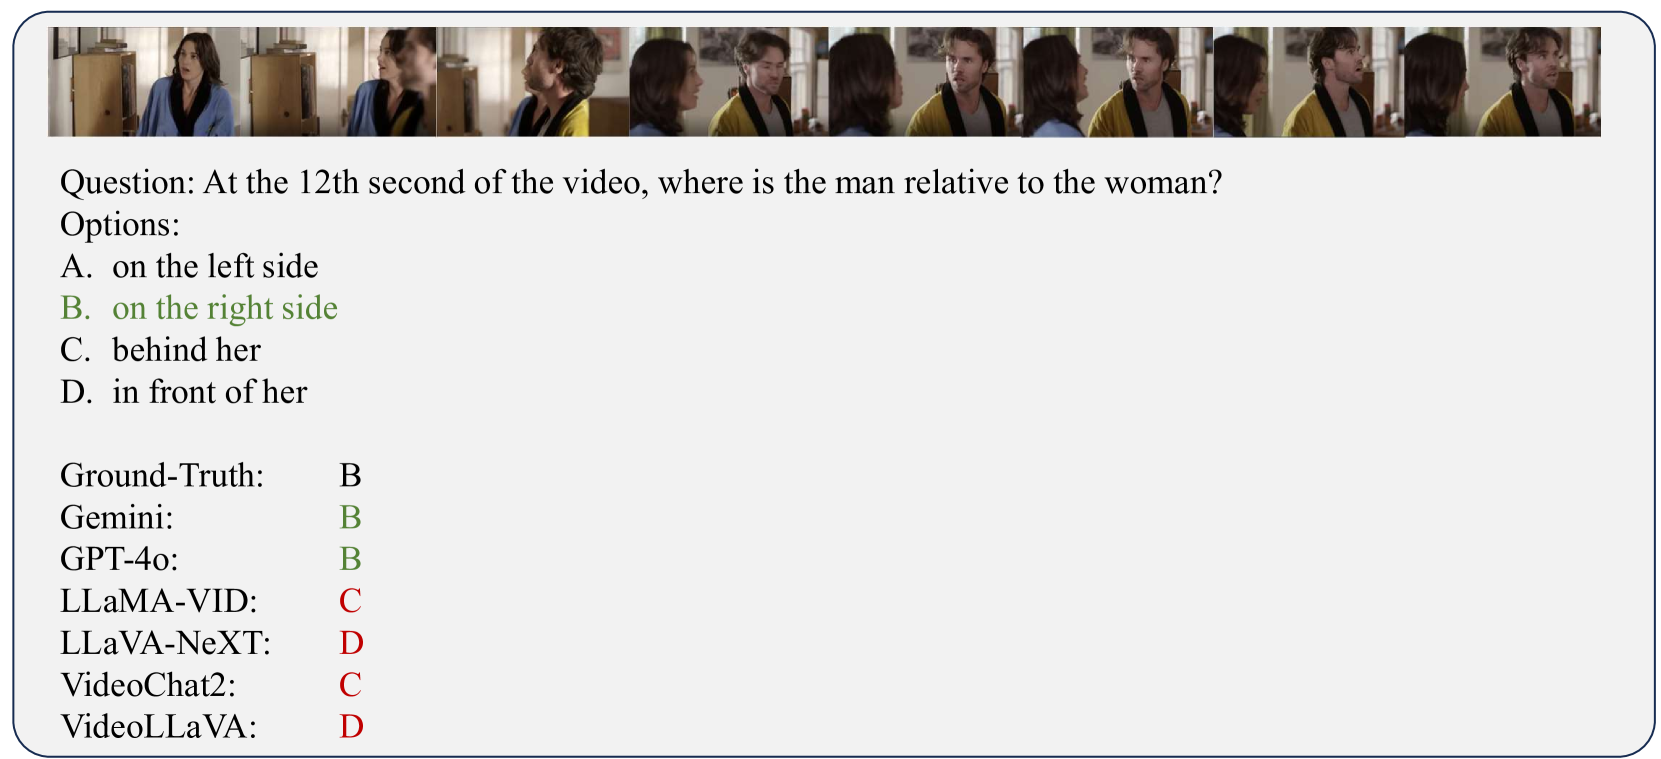 Question: At the 12th second of the video, where is the man relative to the woman?
Options:
A. on the left side
B. on the right side
C. behind her
D. in front of her
Ground-Truth: B
Gemini: B
GPT-4o: B
LLaMA-VID: C
LLaVA-NeXT: D
VideoChat2: C
VideoLLaVA: D